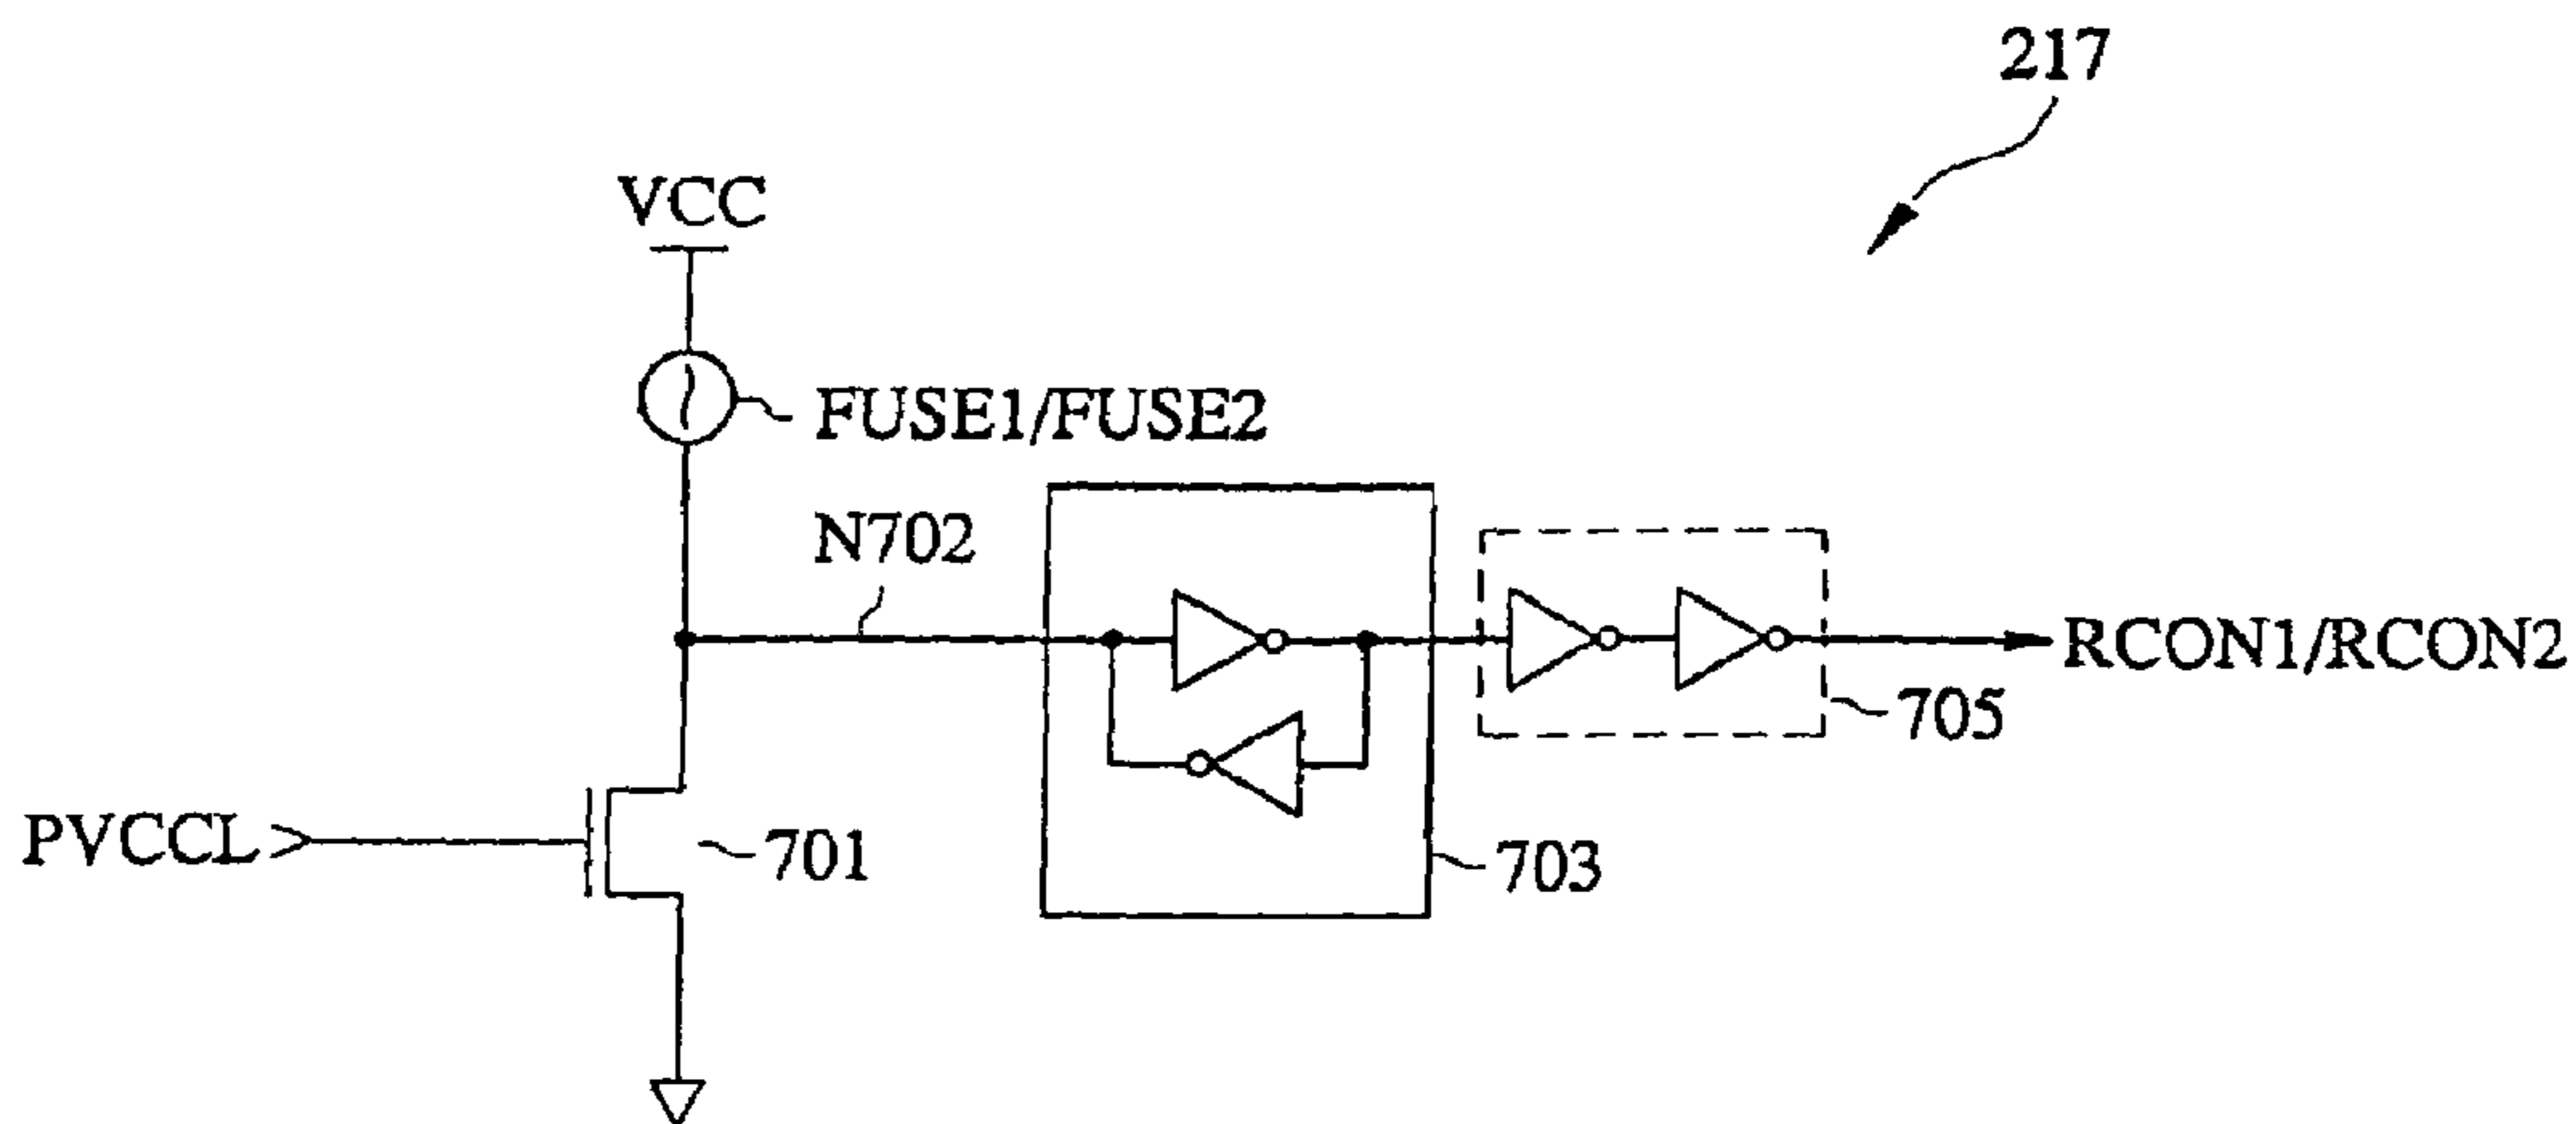 217
VCC
FUSE1/FUSE2
N702
RCON1/RCON2
705
PVCCL
701
703